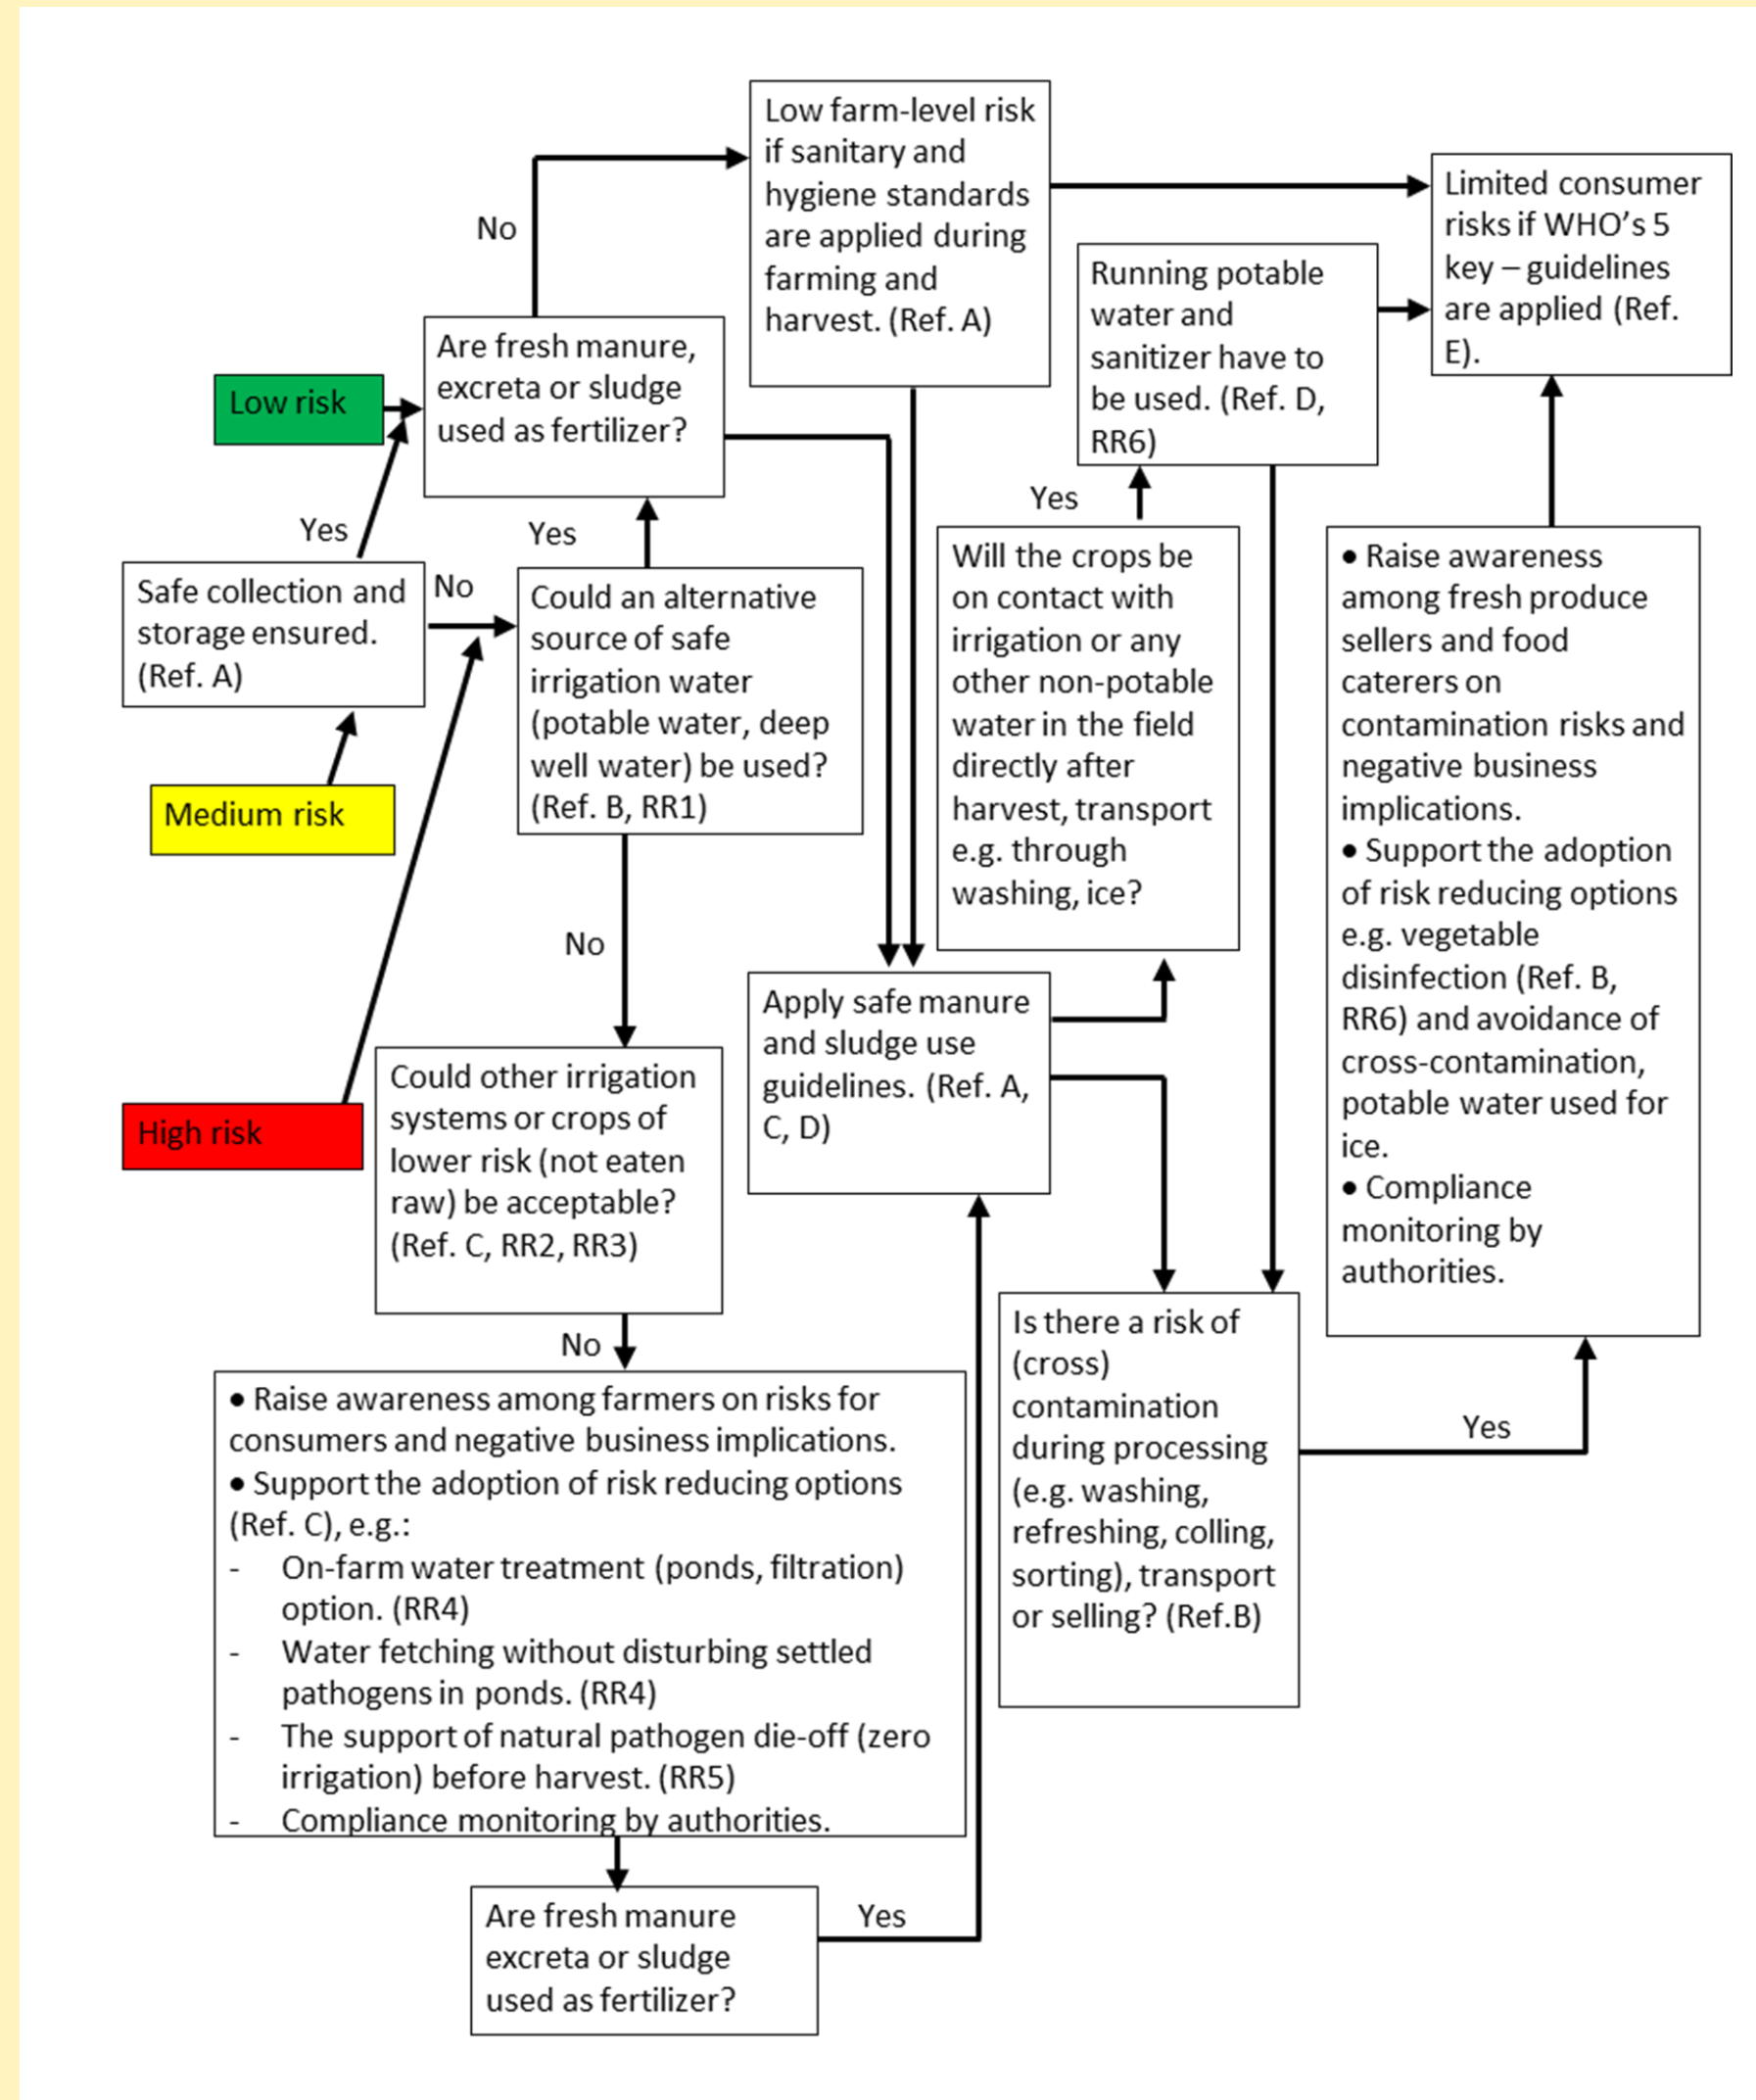 Low farm-level risk
if sanitary and
hygiene standards
are applied during
farming and
harvest. (Ref. A)
Limited consumer
risks if WHO’s 5
key – guidelines
are applied (Ref.
E).
No
Running potable
water and
sanitizer have to
be used. (Ref. D,
RR6)
Are fresh manure,
excreta or sludge
used as fertilizer?
Low risk
Yes
Yes
Yes
Safe collection and
storage ensured.
(Ref. A)
No
Could an alternative
source of safe
irrigation water
(potable water, deep
well water) be used?
(Ref. B, RR1)
Will the crops be
on contact with
irrigation or any
other non-potable
water in the field
directly after
harvest, transport
e.g. through
washing, ice?
• Raise awareness
among fresh produce
sellers and food
caterers on
contamination risks and
negative business
implications.
• Support the adoption
of risk reducing options
e.g. vegetable
disinfection (Ref. B,
RR6) and avoidance of
cross-contamination,
potable water used for
ice.
• Compliance
monitoring by
authorities.
Medium risk
No
High risk
Could other irrigation
systems or crops of
lower risk (not eaten
raw) be acceptable?
(Ref. C, RR2, RR3)
Apply safe manure
and sludge use
guidelines. (Ref. A,
C, D)
No
Is there a risk of
(cross)
contamination
during processing
(e.g. washing,
refreshing, colling,
sorting), transport
or selling? (Ref.B)
Yes
• Raise awareness among farmers on risks for
consumers and negative business implications.
• Support the adoption of risk reducing options
(Ref. C), e.g.:
- On-farm water treatment (ponds, filtration)
option. (RR4)
- Water fetching without disturbing settled
pathogens in ponds. (RR4)
- The support of natural pathogen die-off (zero
irrigation) before harvest. (RR5)
- Compliance monitoring by authorities.
Are fresh manure
excreta or sludge
used as fertilizer?
Yes